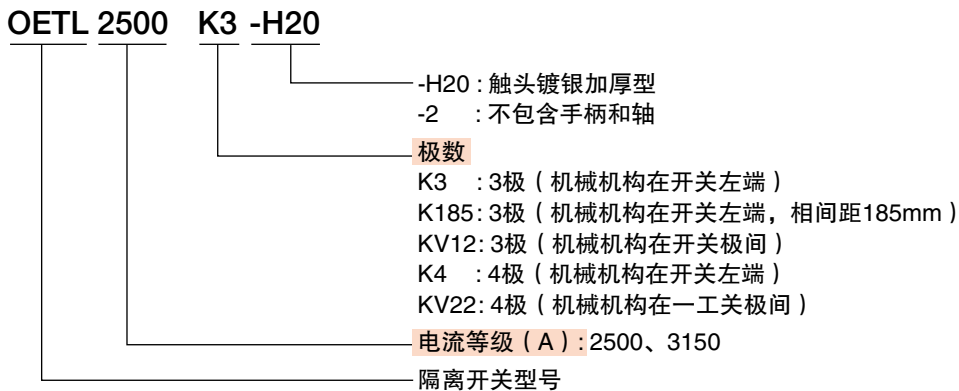 OETL 2500 K3 -H20
-H20 : 触头镀银加厚型
-2 : 不包含手柄和轴
极数
K3 : 3极（机械机构在开关左端）
K185: 3极（机械机构在开关左端，相间距185mm）
KV12: 3极（机械机构在开关极间）
K4 : 4极（机械机构在开关左端）
KV22: 4极（机械机构在一工关极间）
电流等级（A）: 2500、3150
隔离开关型号